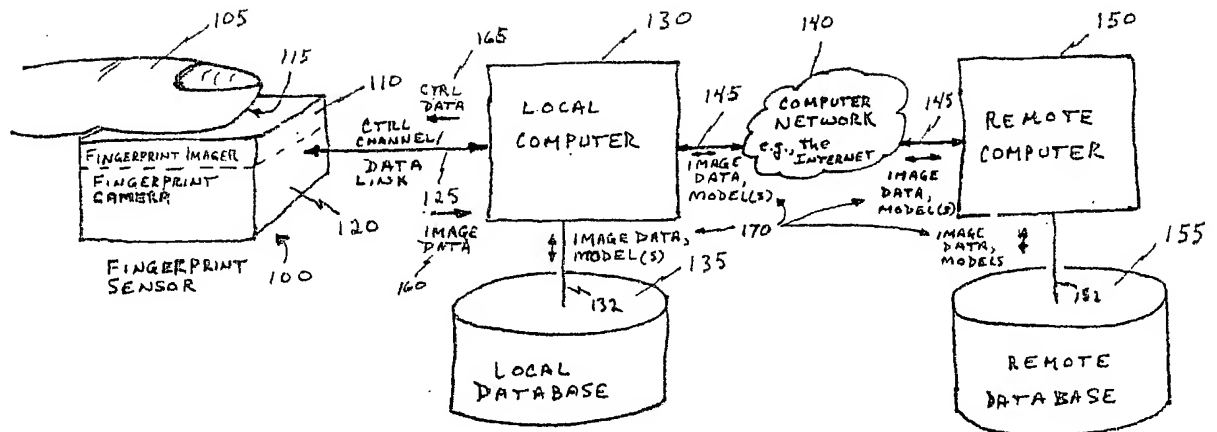 105
115
110
FINGERPRINT IMAGER
FINGERPRINT
CAMERA
120
100
FINGERPRINT
SENSOR
165
CTRL
DATA
CTRL
CHANNEL/
DATA
LINK
125
IMAGE
DATA
160
130
LOCAL
COMPUTER
145
IMAGE
DATA,
MODEL(S)
IMAGE DATA,
MODEL(S)
170
132
135
LOCAL
DATABASE
140
COMPUTER
NETWORK
e.g., the
INTERNET
145
IMAGE
DATA,
MODEL(S)
150
REMOTE
COMPUTER
IMAGE
DATA,
MODELS
152
155
REMOTE
DATABASE